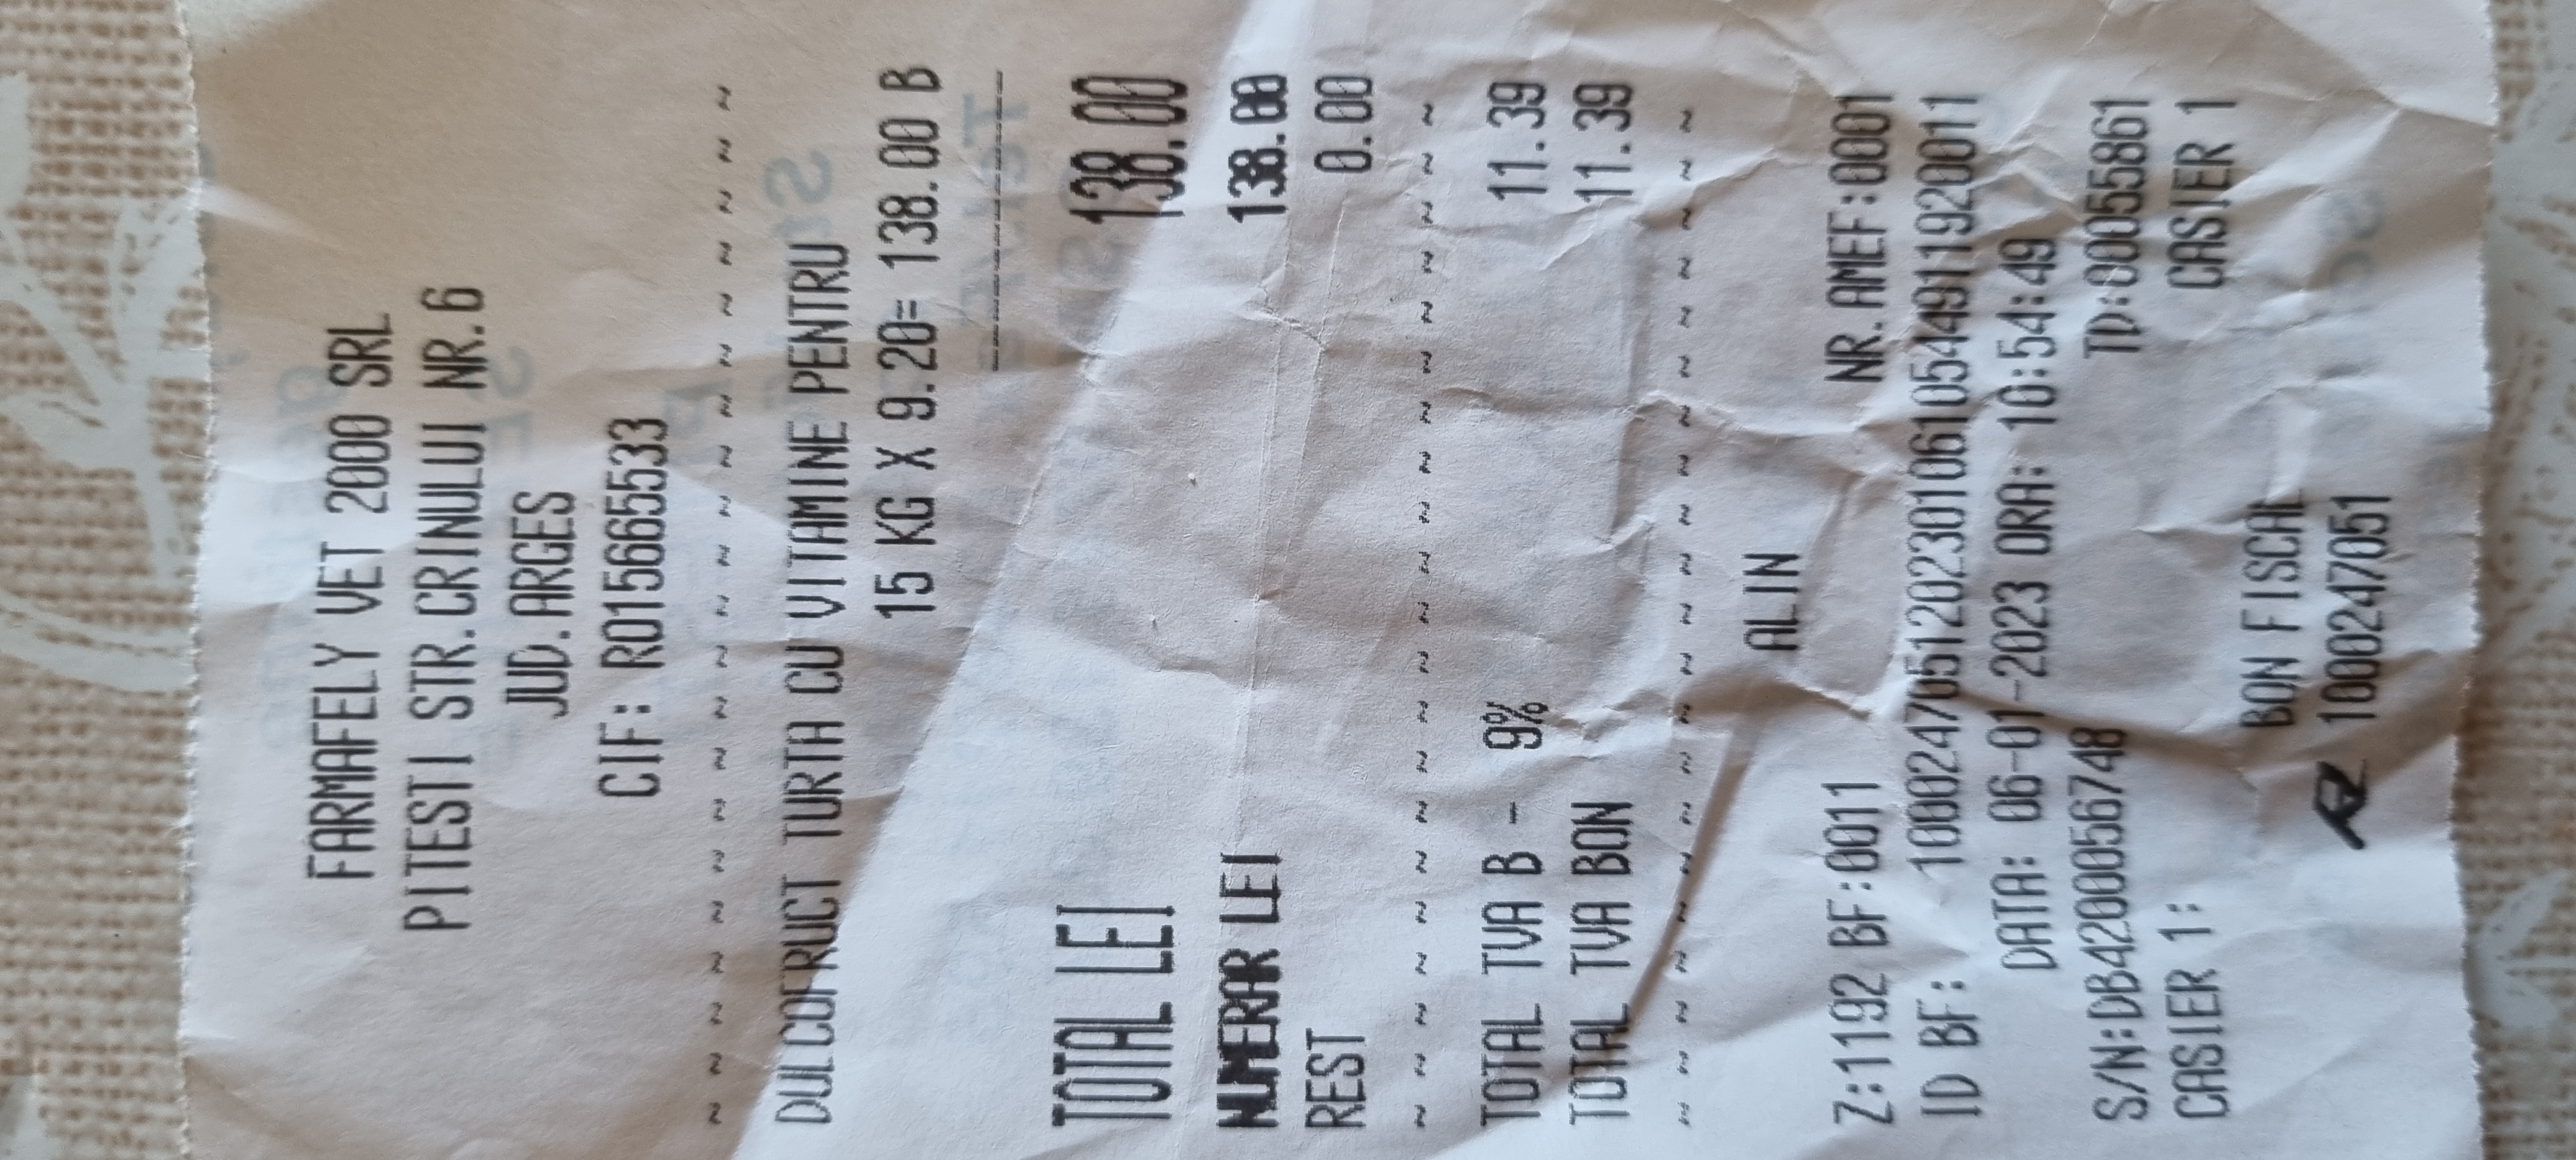 FARMAFELY VET 2000 SRL
PITESTI STR.CRINULUI NR.6
JUD.ARGES
CIF: RO15665533
~ ~ ~ ~ ~ ~ ~ ~ ~ ~ ~ ~ ~ ~ ~ ~ ~ ~ ~ ~ ~
DULCOFRUCT TURTA CU VITAMINE PENTRU
15 KG X 9.20= 138.00 B
TOTAL LEI 138.00
NUMERAR LEI 138.00
REST 0.00
~ ~ ~ ~ ~ ~ ~ ~ ~ ~ ~ ~ ~ ~ ~ ~ ~ ~ ~ ~ ~
TOTAL TVA B - 9% 11.39
TOTAL TVA BON 11.39
~ ~ ~ ~ ~ ~ ~ ~ ~ ~ ~ ~ ~ ~ ~ ~ ~ ~ ~ ~ ~
ALIN
Z:1192 BF:0011 NR.AMEF:0001
ID BF: 10002470512023010610544911920011
DATA: 06-01-2023 ORA: 10:54:49
S/N:DB4200056748 TD:00055861
CASIER 1: CASIER 1
BON FISCAL
1000247051